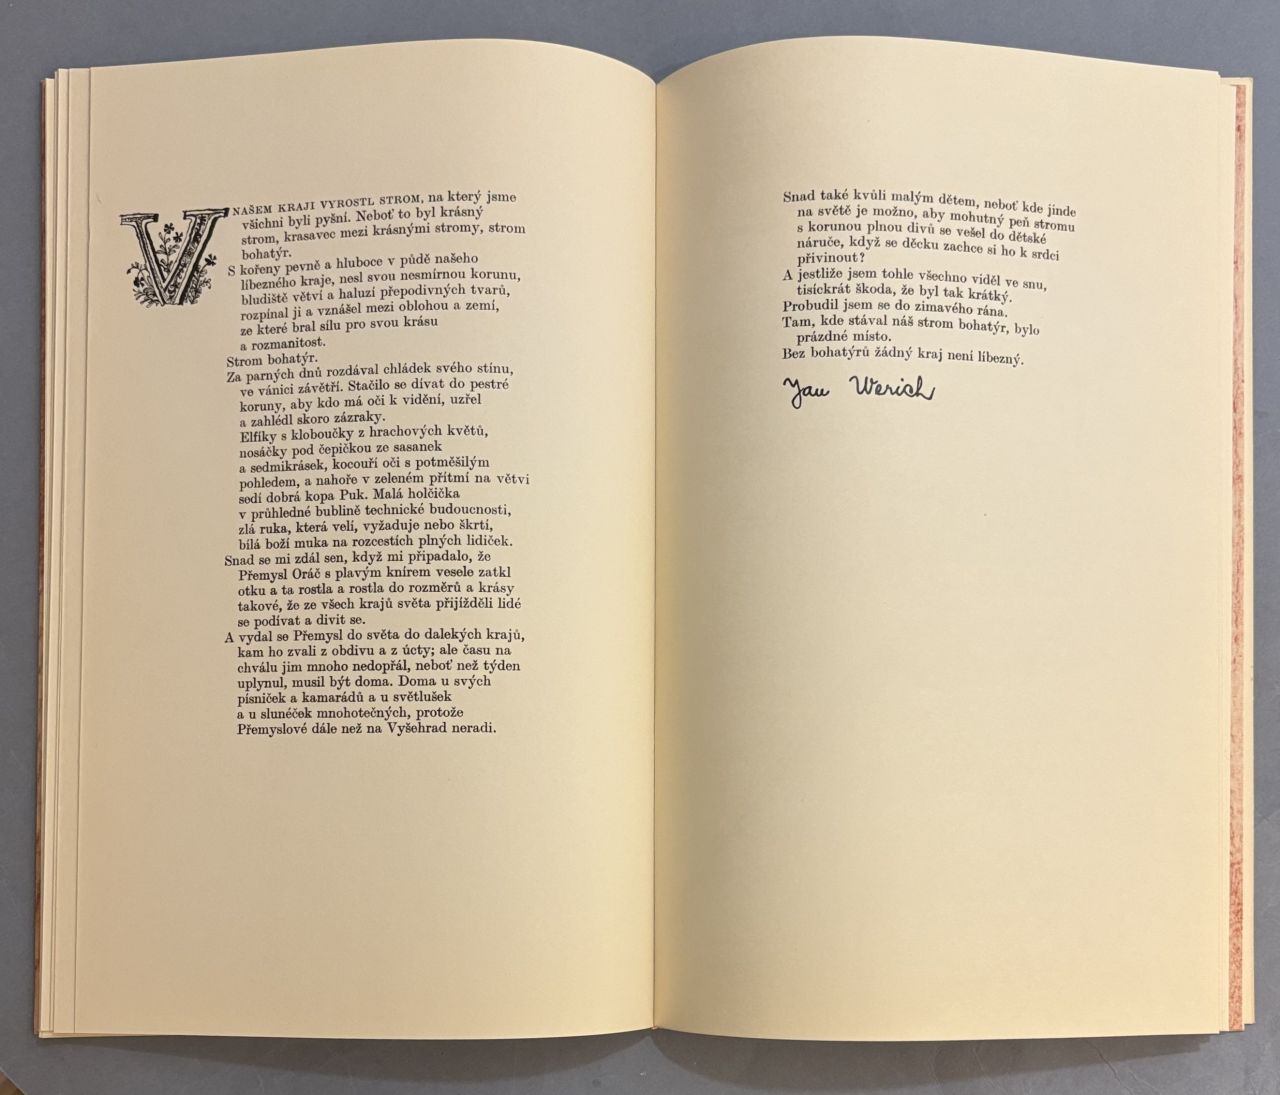 V NAŠEM KRAJI VYROSTL STROM, na který jsme
všichni byli pyšní. Neboť to byl krásný
strom, krasavec mezi krásnými stromy, strom
bohatýr.
S kořeny pevně a hluboce v půdě našeho
líbezného kraje, nesl svou nesmírnou korunu,
bludiště větví a haluzí přepodivných tvarů,
rozpínal ji a vznášel mezi oblohou a zemí,
ze které bral sílu pro svou krásu
a rozmanitost.
Strom bohatýr.
Za parných dnů rozdával chládek svého stínu,
ve vánici závětří. Stačilo se dívat do pestré
koruny, aby kdo má oči k vidění, uzřel
a zahlédl skoro zázraky.
Elfíky s kloboučky z hrachových květů,
nosáčky pod čepičkou ze sasanek
a sedmikrásek, kocouří oči s potměšilým
pohledem, a nahoře v zeleném přítmí na větvi
sedí dobrá kopa Puk. Malá holčička
v průhledné bublině technické budoucnosti,
zlá ruka, která velí, vyžaduje nebo škrtí,
bílá boží muka na rozcestích plných lidiček.
Snad se mi zdál sen, když mi připadalo, že
Přemysl Oráč s plavým knírem vesele zatkl
otku a ta rostla a rostla do rozměrů a krásy
takové, že ze všech krajů světa přijížděli lidé
se podívat a divit se.
A vydal se Přemysl do světa do dalekých krajů,
kam ho zvali z obdivu a z úcty; ale času na
chválu jim mnoho nedopřál, neboť než týden
uplynul, musil být doma. Doma u svých
písniček a kamarádů a u světlušek
a u slunéček mnohotečných, protože
Přemyslové dále než na Vyšehrad neradi.
Snad také kvůli malým dětem, neboť kde jinde
na světě je možno, aby mohutný peň stromu
s korunou plnou divů se vešel do dětské
náruče, když se děcku zachce si ho k srdci
přivinout?
A jestliže jsem tohle všechno viděl ve snu,
tisíckrát škoda, že byl tak krátký.
Probudil jsem se do zimavého rána.
Tam, kde stával náš strom bohatýr, bylo
prázdné místo.
Bez bohatýrů žádný kraj není líbezný.
Jan Werich